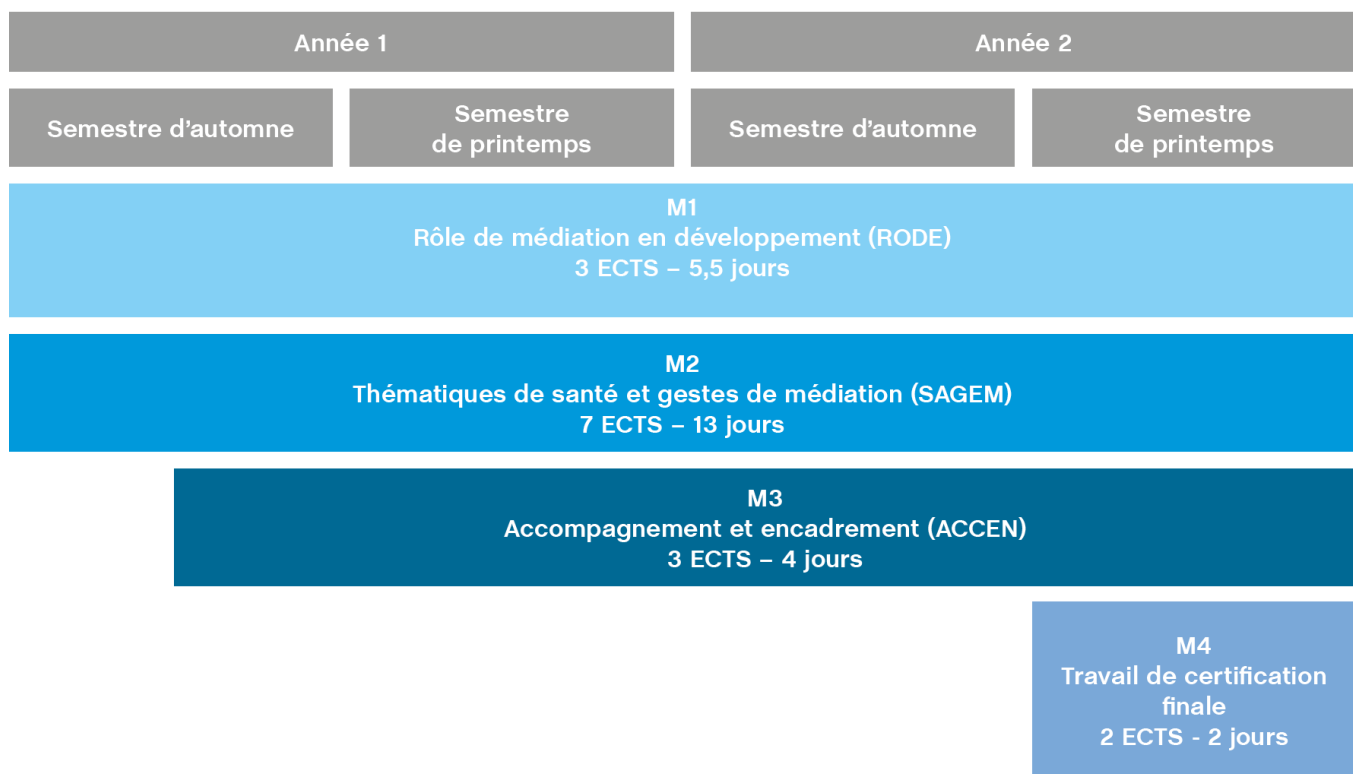 Année 1
Année 2
Semestre d’automne
Semestre
de printemps
Semestre d’automne
Semestre
de printemps
M1
Rôle de médiation en développement (RODE)
3 ECTS – 5,5 jours
M2
Thématiques de santé et gestes de médiation (SAGEM)
7 ECTS – 13 jours
M3
Accompagnement et encadrement (ACCEN)
3 ECTS – 4 jours
M4
Travail de certification
finale
2 ECTS - 2 jours